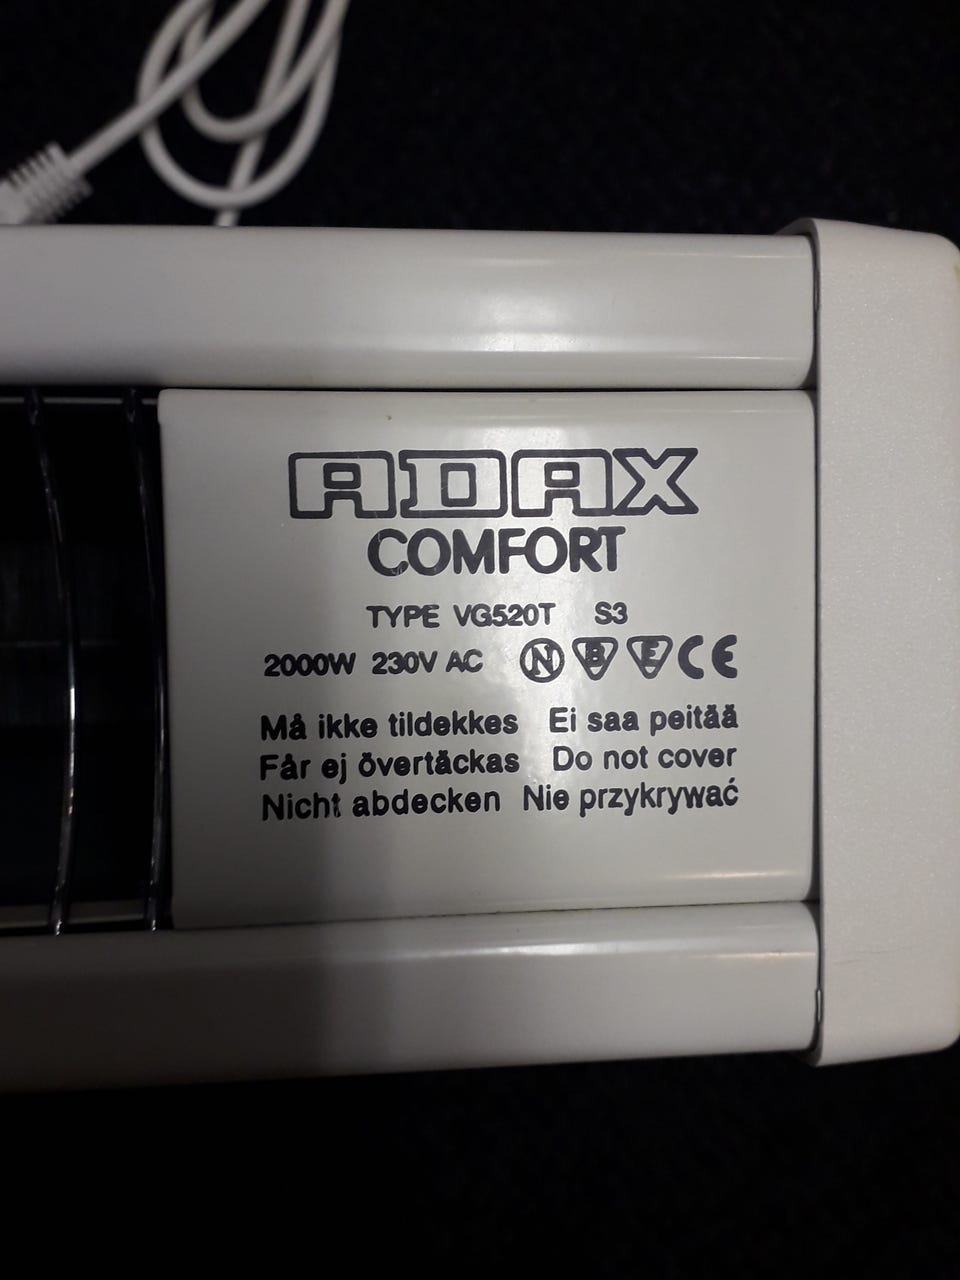 ADAX
COMFORT
TYPE VG520T S3
2000W 230V AC N B E CE
Må ikke tildekkes Ei saa peitää
Får ej övertäckas Do not cover
Nicht abdecken Nie przykrywać